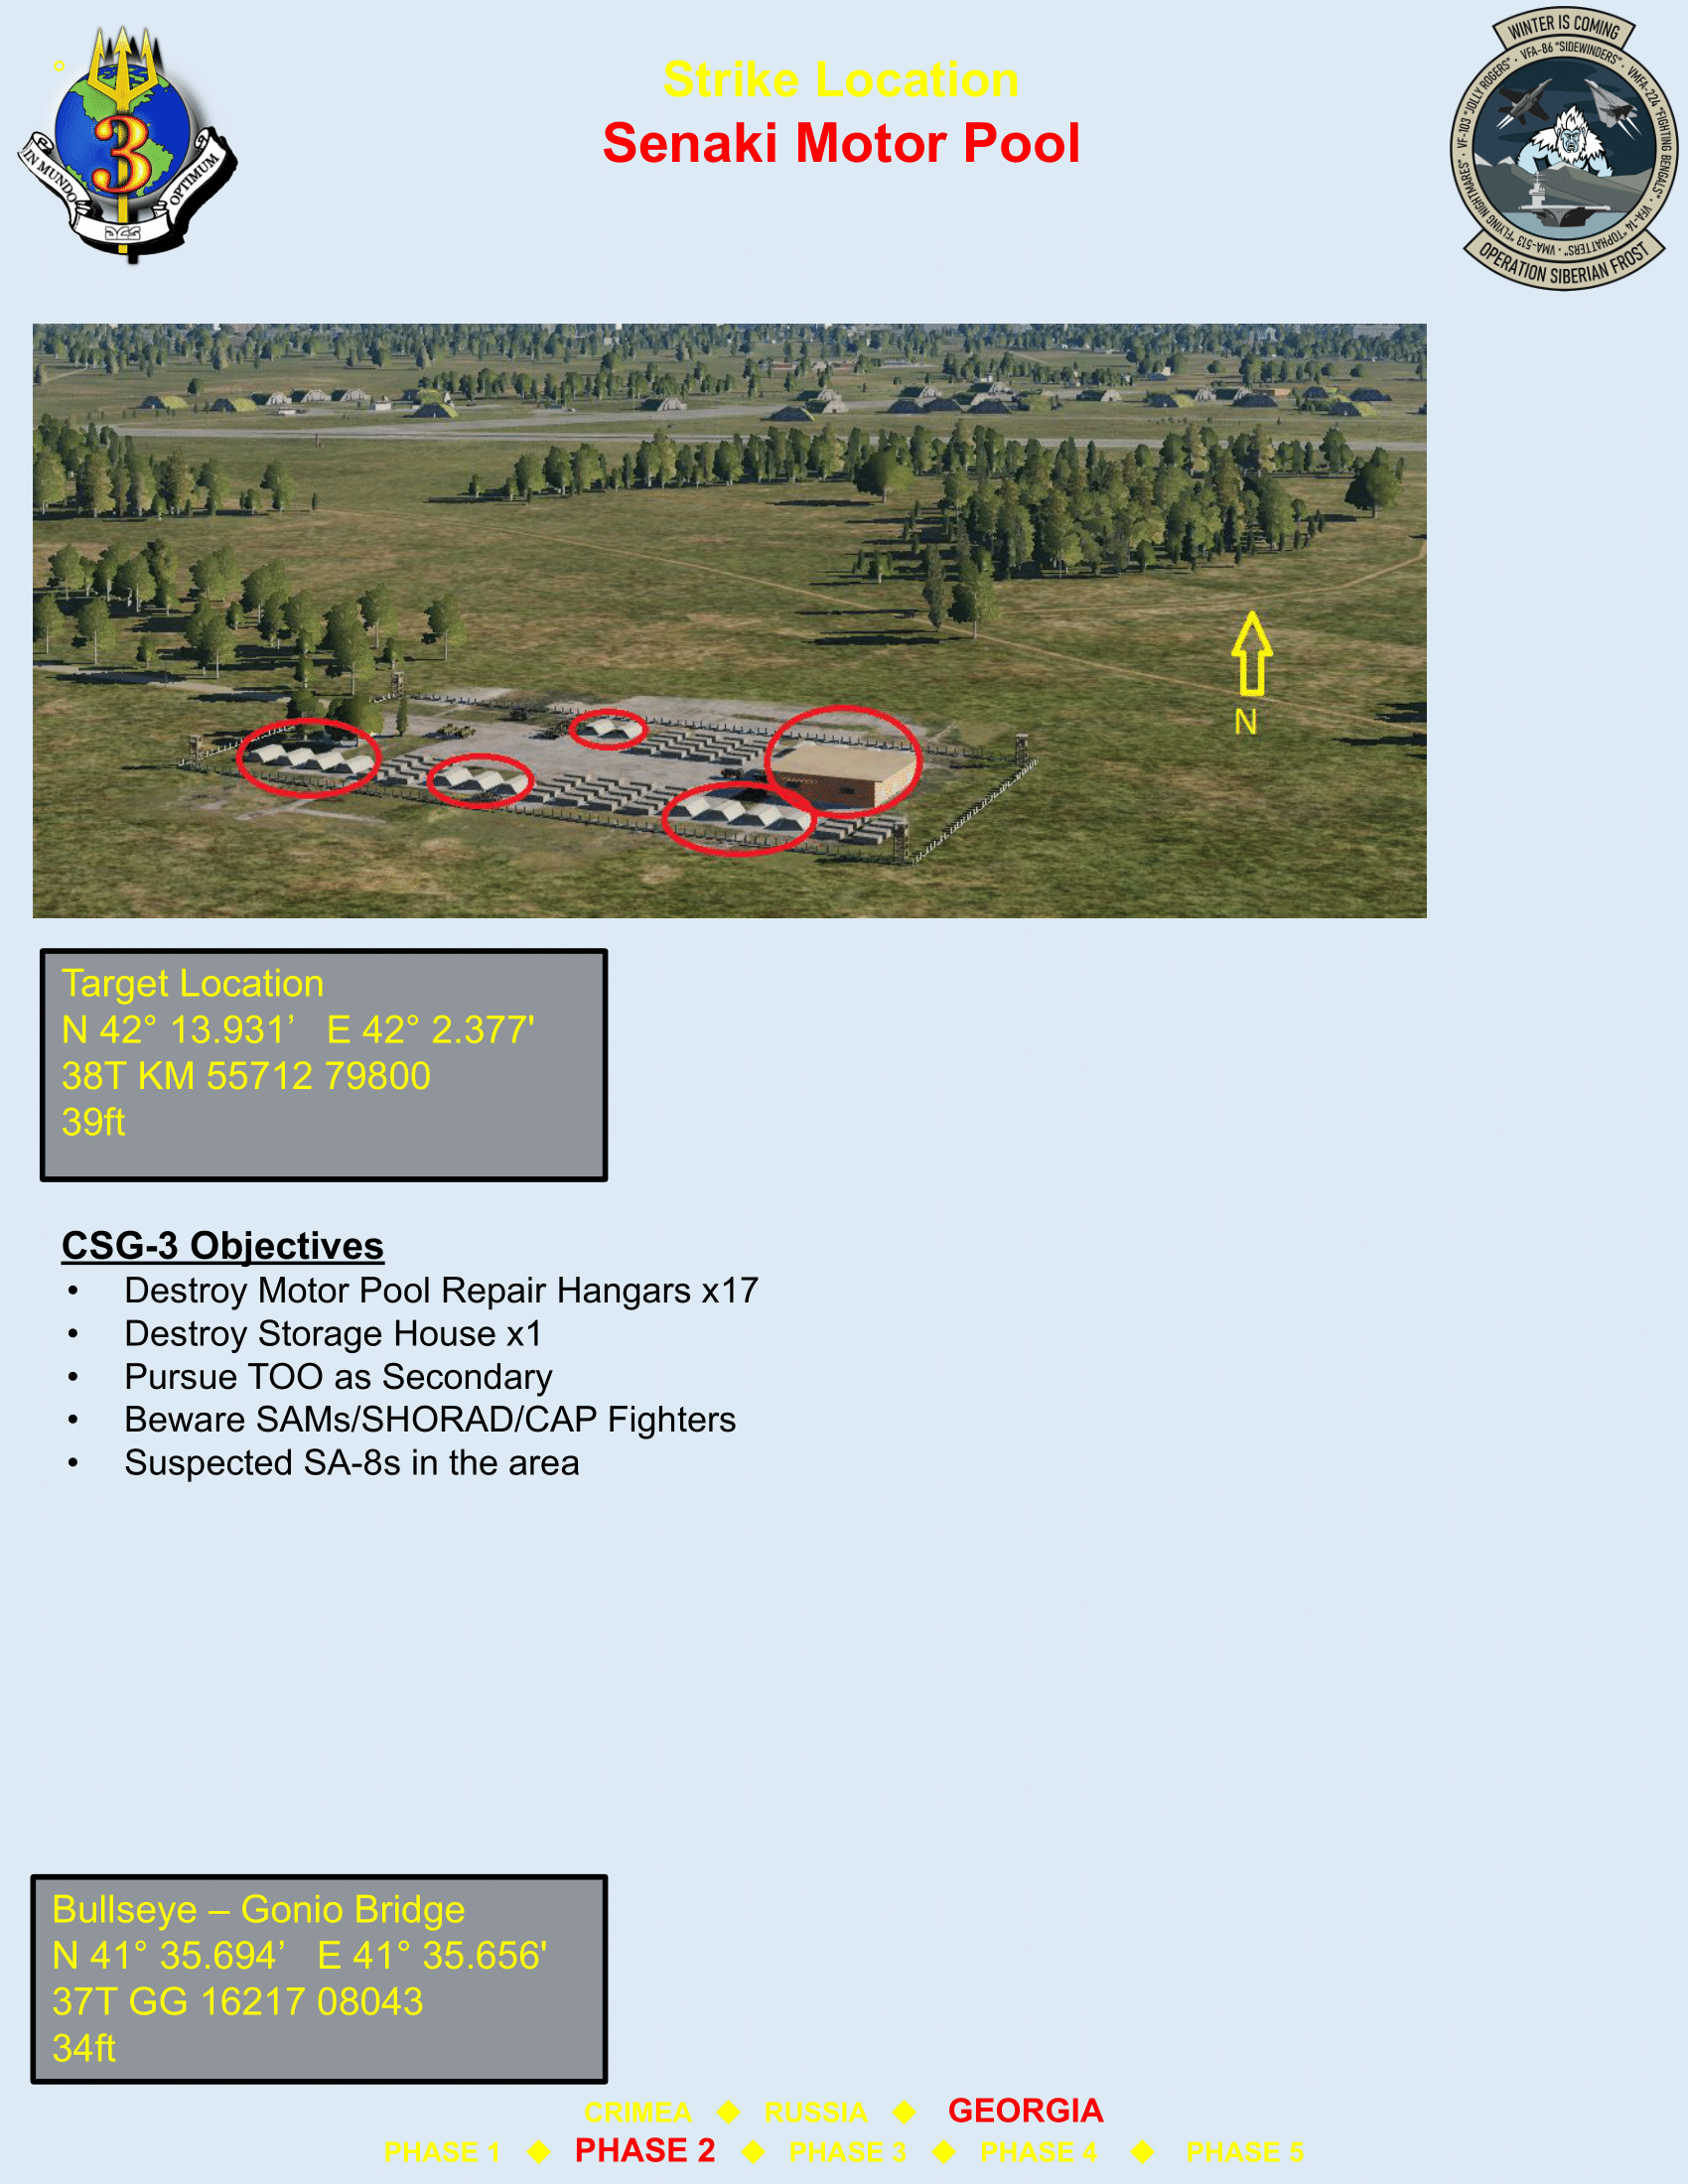 Strike Location
Senaki Motor Pool
3
IN MUNDO
OPTIMUM
DCS
WINTER IS COMING
VMA-513 "FLYING NIGHTMARES" · VF-103 "JOLLY ROGERS" · VFA-86 "SIDEWINDERS" · VMFA-224 "FIGHTING BENGALS" · VFA-14 "TOPHATTERS" ·
OPERATION SIBERIAN FROST
N
Target Location
N 42° 13.931’ E 42° 2.377'
38T KM 55712 79800
39ft
CSG-3 Objectives
• Destroy Motor Pool Repair Hangars x17
• Destroy Storage House x1
• Pursue TOO as Secondary
• Beware SAMs/SHORAD/CAP Fighters
• Suspected SA-8s in the area
Bullseye – Gonio Bridge
N 41° 35.694’ E 41° 35.656'
37T GG 16217 08043
34ft
CRIMEA ◆ RUSSIA ◆ GEORGIA
PHASE 1 ◆ PHASE 2 ◆ PHASE 3 ◆ PHASE 4 ◆ PHASE 5